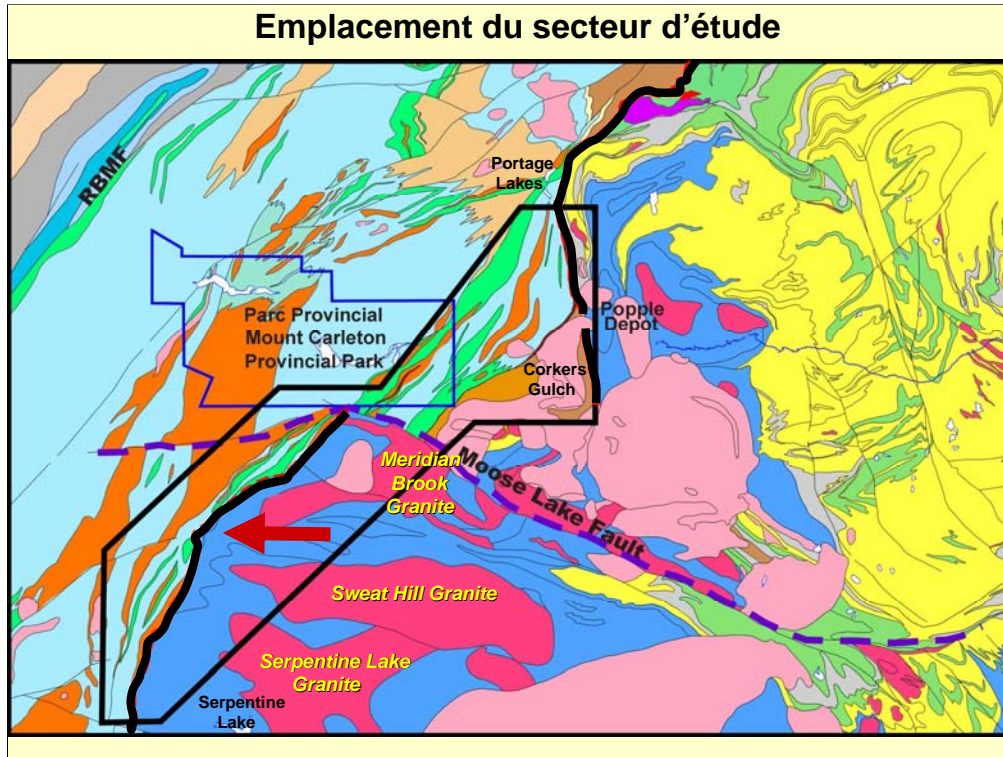 Emplacement du secteur d’étude
RBMF
Portage
Lakes
Parc Provincial
Mount Carleton
Provincial Park
Popple
Depot
Corkers
Gulch
Meridian
Brook
Granite
Moose Lake Fault
Sweat Hill Granite
Serpentine Lake
Granite
Serpentine
Lake